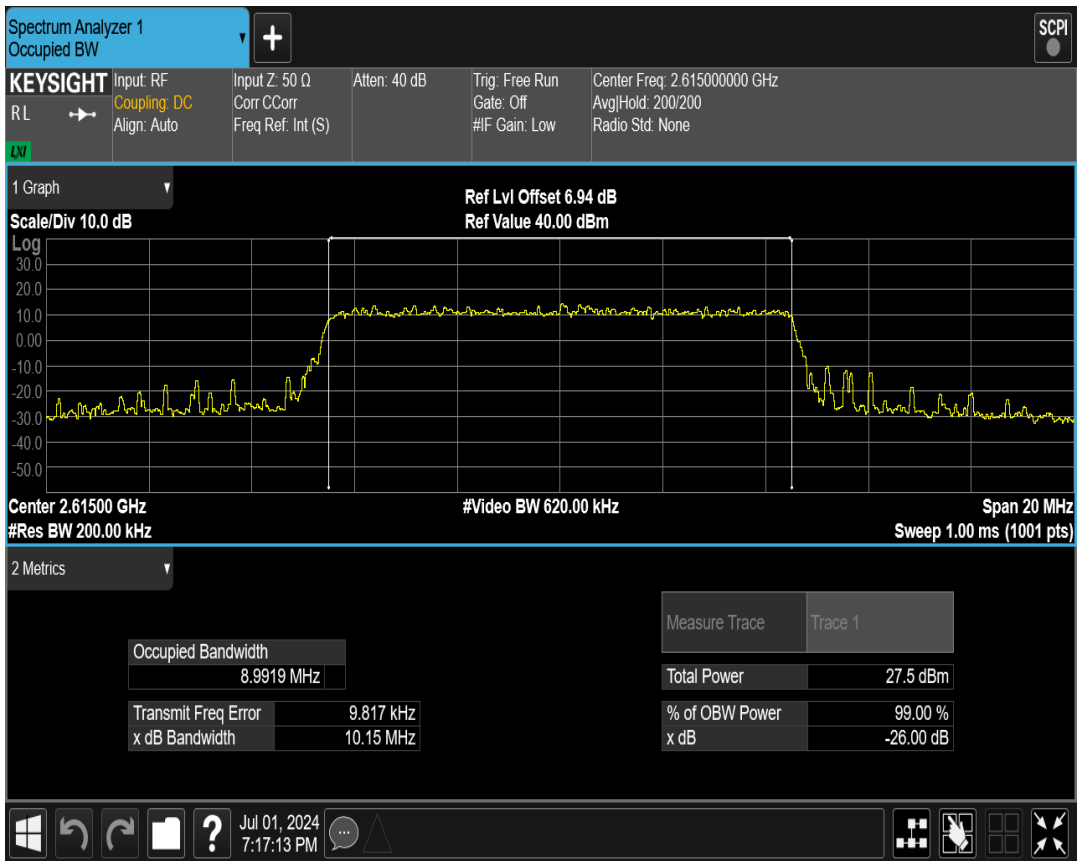 Spectrum Analyzer 1
Occupied BW
+
SCPI
KEYSIGHT
RL
LXI
Input: RF
Coupling: DC
Align: Auto
Input Z: 50 Ω
Corr CCorr
Freq Ref: Int (S)
Atten: 40 dB
Trig: Free Run
Gate: Off
#IF Gain: Low
Center Freq: 2.615000000 GHz
Avg|Hold: 200/200
Radio Std: None
1 Graph
Ref Lvl Offset 6.94 dB
Scale/Div 10.0 dB
Ref Value 40.00 dBm
Log
30.0
20.0
10.0
0.00
-10.0
-20.0
-30.0
-40.0
-50.0
Center 2.61500 GHz
#Video BW 620.00 kHz
Span 20 MHz
#Res BW 200.00 kHz
Sweep 1.00 ms (1001 pts)
2 Metrics
Measure Trace
Trace 1
Occupied Bandwidth
8.9919 MHz
Total Power
27.5 dBm
Transmit Freq Error
9.817 kHz
% of OBW Power
99.00 %
x dB Bandwidth
10.15 MHz
x dB
-26.00 dB
?
Jul 01, 2024
7:17:13 PM